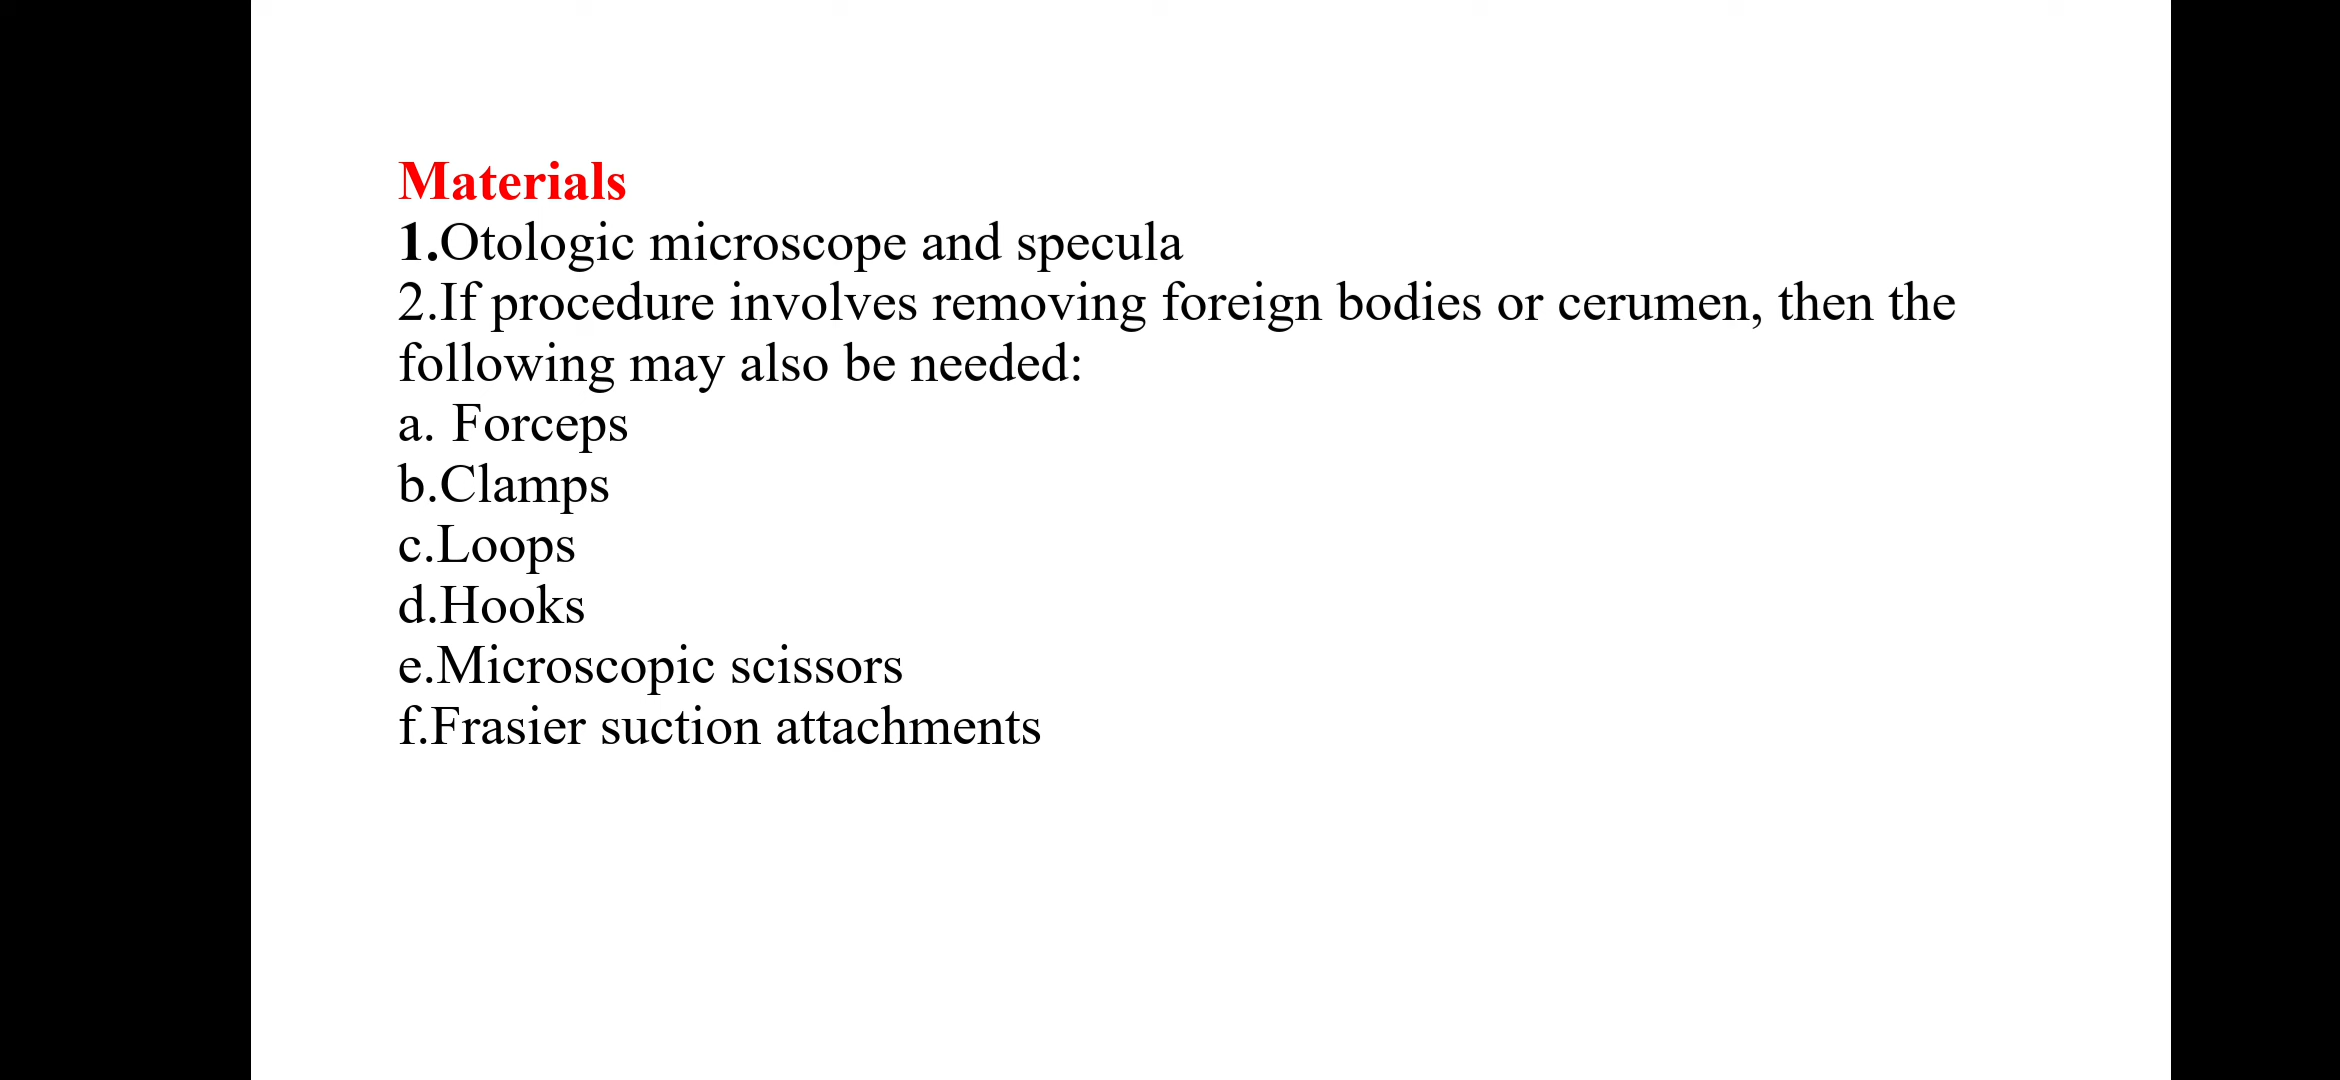 Materials
1.Otologic microscope and specula
2.If procedure involves removing foreign bodies or cerumen, then the
following may also be needed:
a. Forceps
b.Clamps
c.Loops
d.Hooks
e.Microscopic scissors
f.Frasier suction attachments